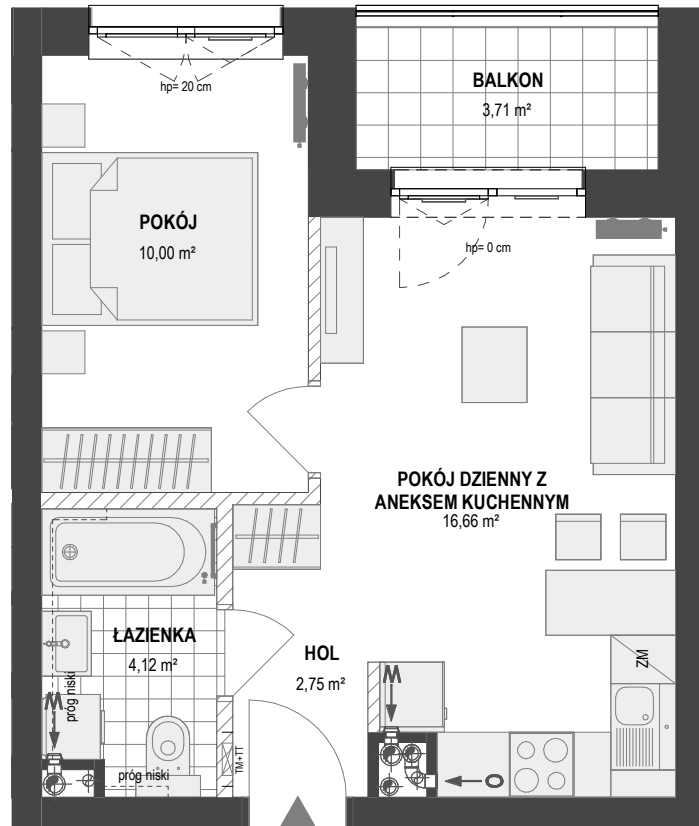 hp= 20 cm
BALKON
3,71 m²
POKÓJ
10,00 m²
hp= 0 cm
POKÓJ DZIENNY Z
ANEKSEM KUCHENNYM
16,66 m²
ŁAZIENKA
4,12 m²
HOL
2,75 m²
ZM
M
M
próg niski
próg niski
TM+TT
O